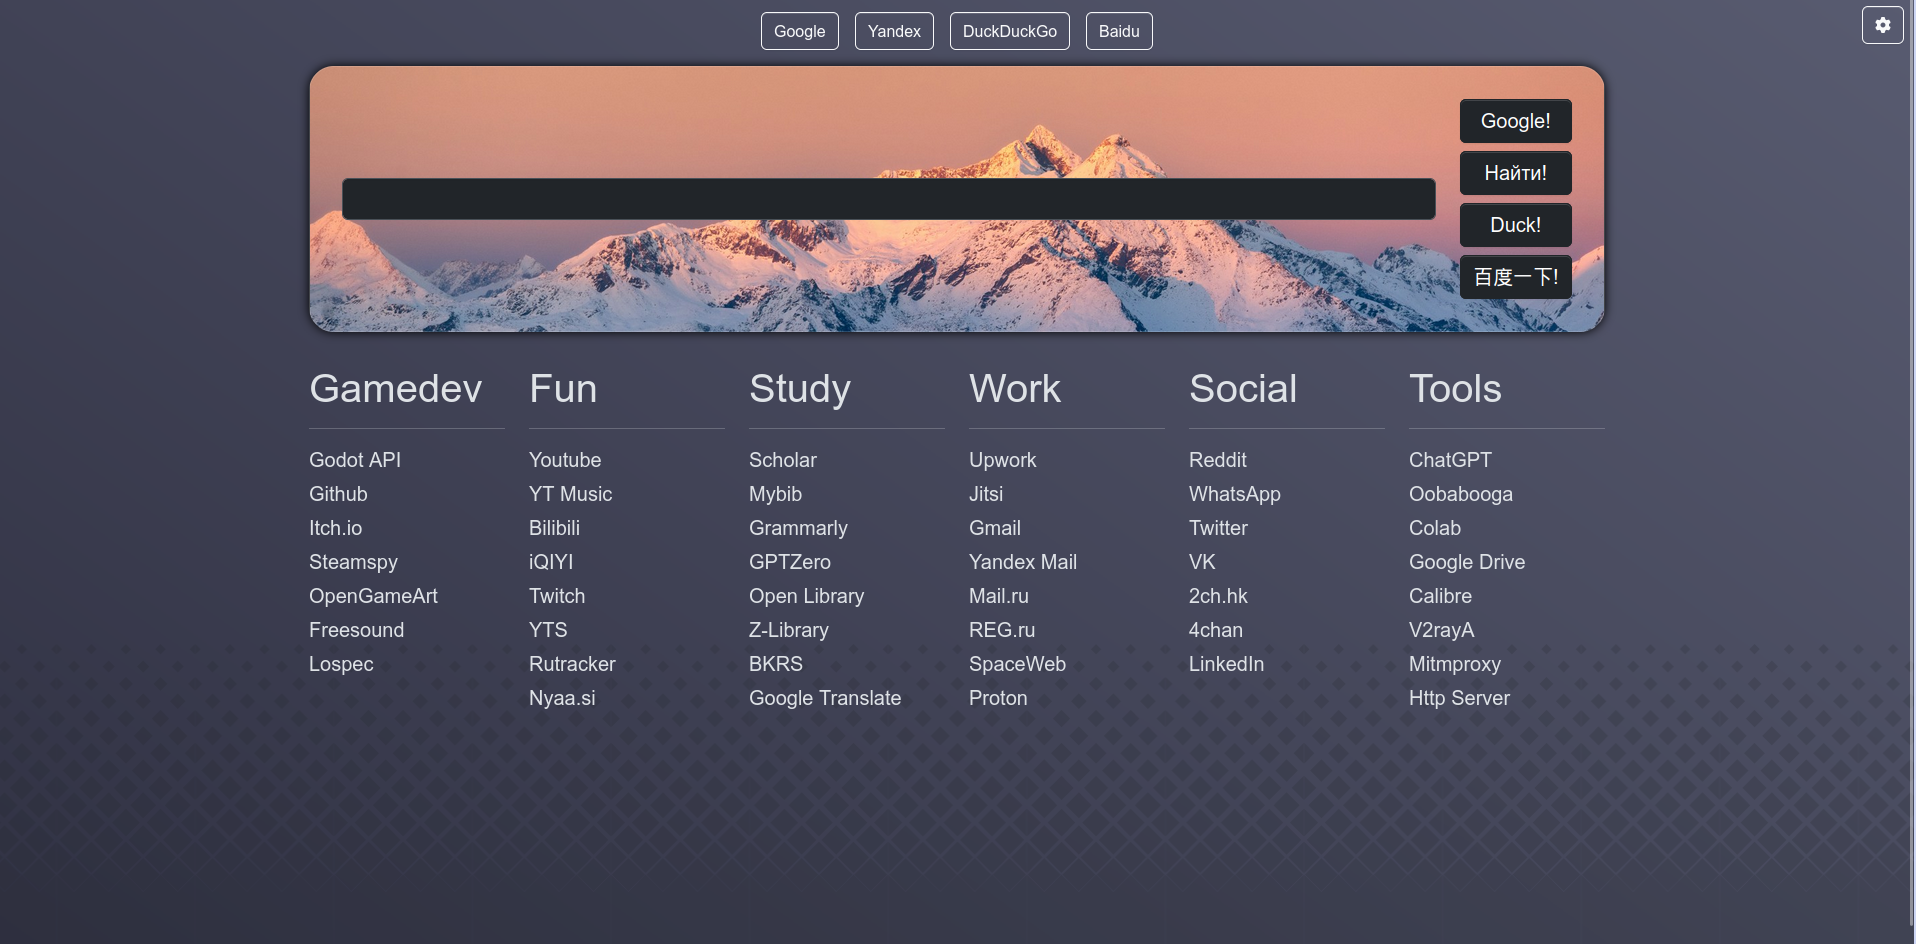 Google Yandex DuckDuckGo Baidu
Google!
Найти!
Duck!
百度一下!
Gamedev
Godot API
Github
Itch.io
Steamspy
OpenGameArt
Freesound
Lospec
Fun
Youtube
YT Music
Bilibili
iQIYI
Twitch
YTS
Rutracker
Nyaa.si
Study
Scholar
Mybib
Grammarly
GPTZero
Open Library
Z-Library
BKRS
Google Translate
Work
Upwork
Jitsi
Gmail
Yandex Mail
Mail.ru
REG.ru
SpaceWeb
Proton
Social
Reddit
WhatsApp
Twitter
VK
2ch.hk
4chan
LinkedIn
Tools
ChatGPT
Oobabooga
Colab
Google Drive
Calibre
V2rayA
Mitmproxy
Http Server